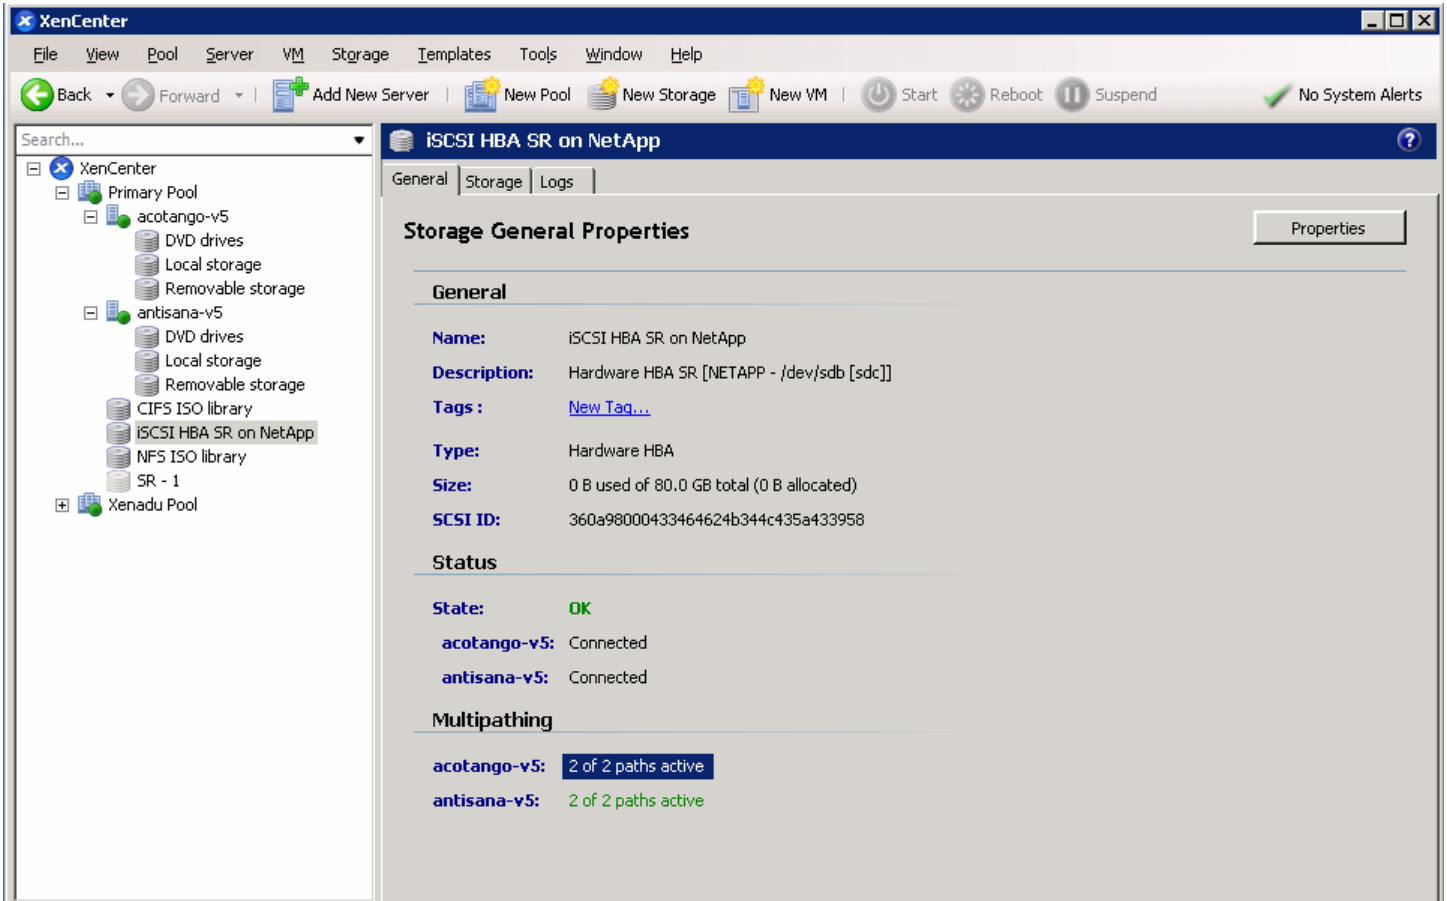 XenCenter
File View Pool Server VM Storage Templates Tools Window Help
Back Forward Add New Server New Pool New Storage New VM Start Reboot Suspend No System Alerts
Search...
XenCenter
Primary Pool
acotango-v5
DVD drives
Local storage
Removable storage
antisana-v5
DVD drives
Local storage
Removable storage
CIFS ISO library
iSCSI HBA SR on NetApp
NFS ISO library
SR - 1
Xenadu Pool
iSCSI HBA SR on NetApp
General Storage Logs
Storage General Properties
Properties
General
Name: iSCSI HBA SR on NetApp
Description: Hardware HBA SR [NETAPP - /dev/sdb [sdc]]
Tags : New Tag...
Type: Hardware HBA
Size: 0 B used of 80.0 GB total (0 B allocated)
SCSI ID: 360a98000433464624b344c435a433958
Status
State: OK
acotango-v5: Connected
antisana-v5: Connected
Multipathing
acotango-v5: 2 of 2 paths active
antisana-v5: 2 of 2 paths active